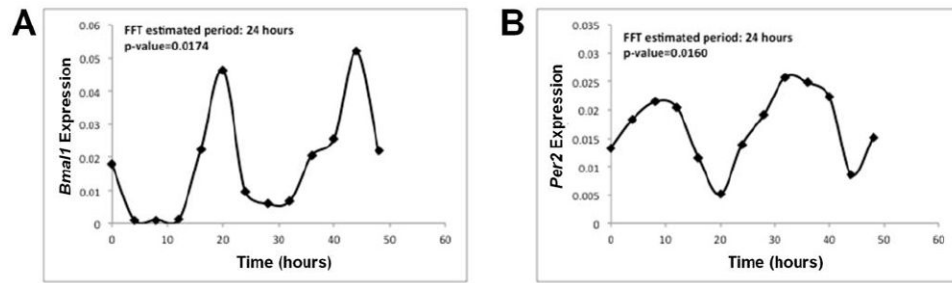 A
FFT estimated period: 24 hours
p-value=0.0174
0.06
0.05
0.04
0.03
0.02
0.01
0
Bmal1 Expression
0 10 20 30 40 50 60
Time (hours)
B
FFT estimated period: 24 hours
p-value=0.0160
0.035
0.03
0.025
0.02
0.015
0.01
0.005
0
Per2 Expression
0 10 20 30 40 50 60
Time (hours)